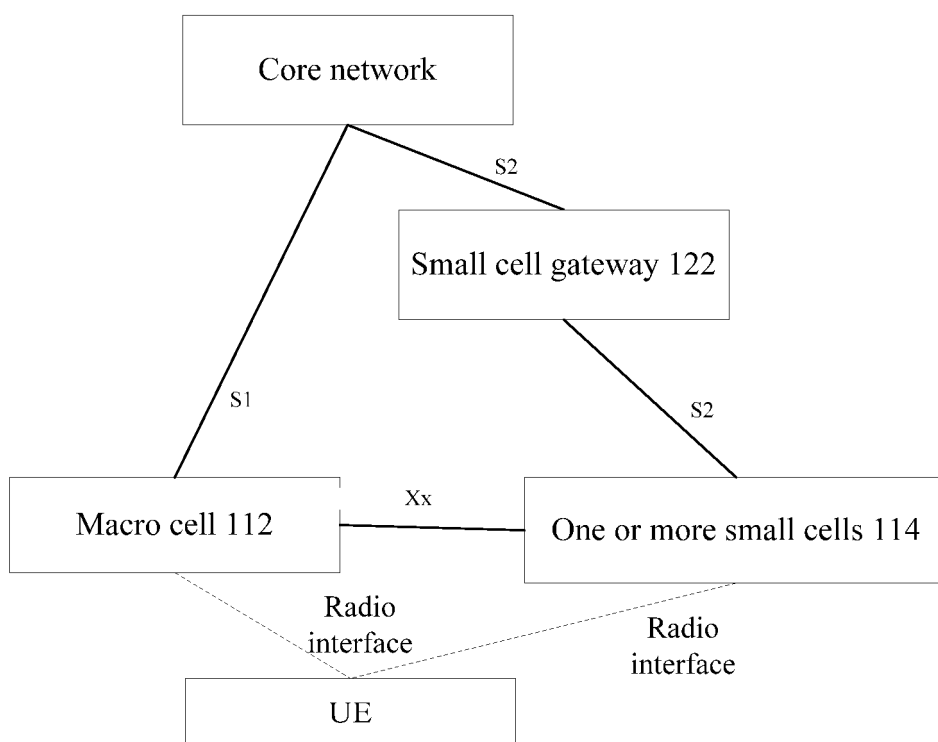 Core network
S2
Small cell gateway 122
S1
S2
Xx
Macro cell 112
One or more small cells 114
Radio
interface
Radio
interface
UE